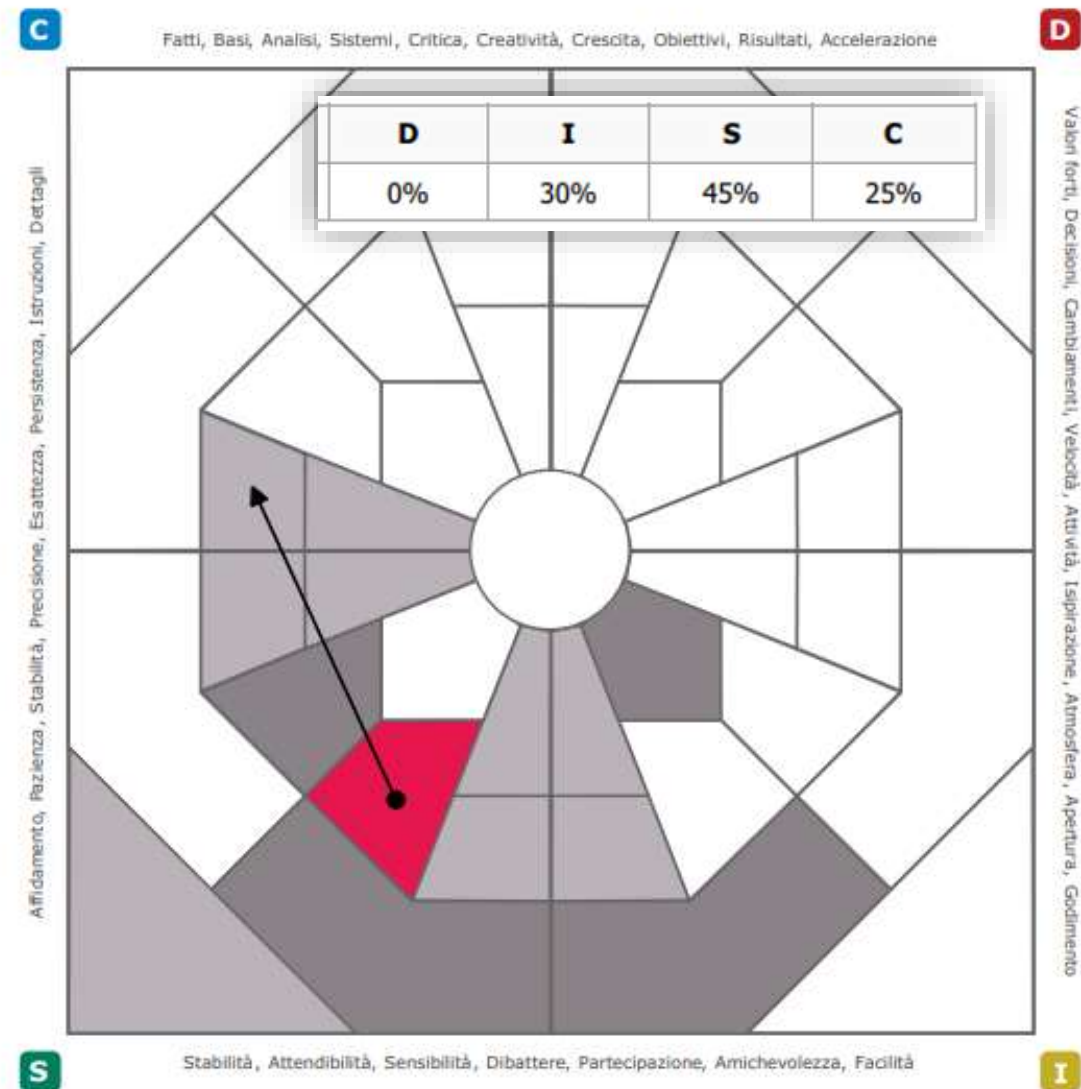 C
Fatti, Basi, Analisi, Sistemi, Critica, Creatività, Crescita, Obiettivi, Risultati, Accelerazione
D
D I S C
0% 30% 45% 25%
Affidamento, Pazienza, Stabilità, Precisione, Esattezza, Persistenza, Istruzioni, Dettagli
Valori forti, Decisioni, Cambiamenti, Velocità, Attività, Isipirazione, Atmosfera, Apertura, Godimento
S
Stabilità, Attendibilità, Sensibilità, Dibattere, Partecipazione, Amichevolezza, Facilità
I